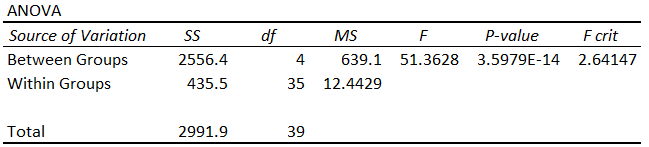 ANOVA
Source of Variation SS df MS F P-value F crit
Between Groups 2556.4 4 639.1 51.3628 3.5979E-14 2.64147
Within Groups 435.5 35 12.4429
Total 2991.9 39